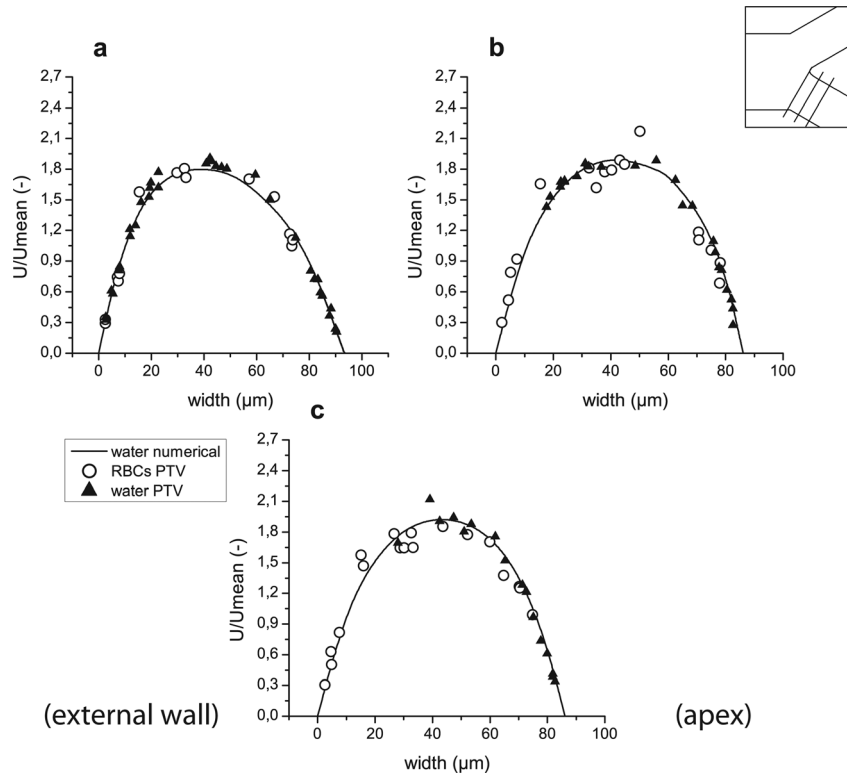 a
2,7
2,4
2,1
1,8
1,5
1,2
0,9
0,6
0,3
0,0
U/Umean (-)
0 20 40 60 80 100
width (μm)
b
2,7
2,4
2,1
1,8
1,5
1,2
0,9
0,6
0,3
0,0
U/Umean (-)
0 20 40 60 80 100
width (μm)
water numerical
RBCs PTV
water PTV
c
2,7
2,4
2,1
1,8
1,5
1,2
0,9
0,6
0,3
0,0
U/Umean (-)
0 20 40 60 80 100
width (μm)
(external wall)
(apex)